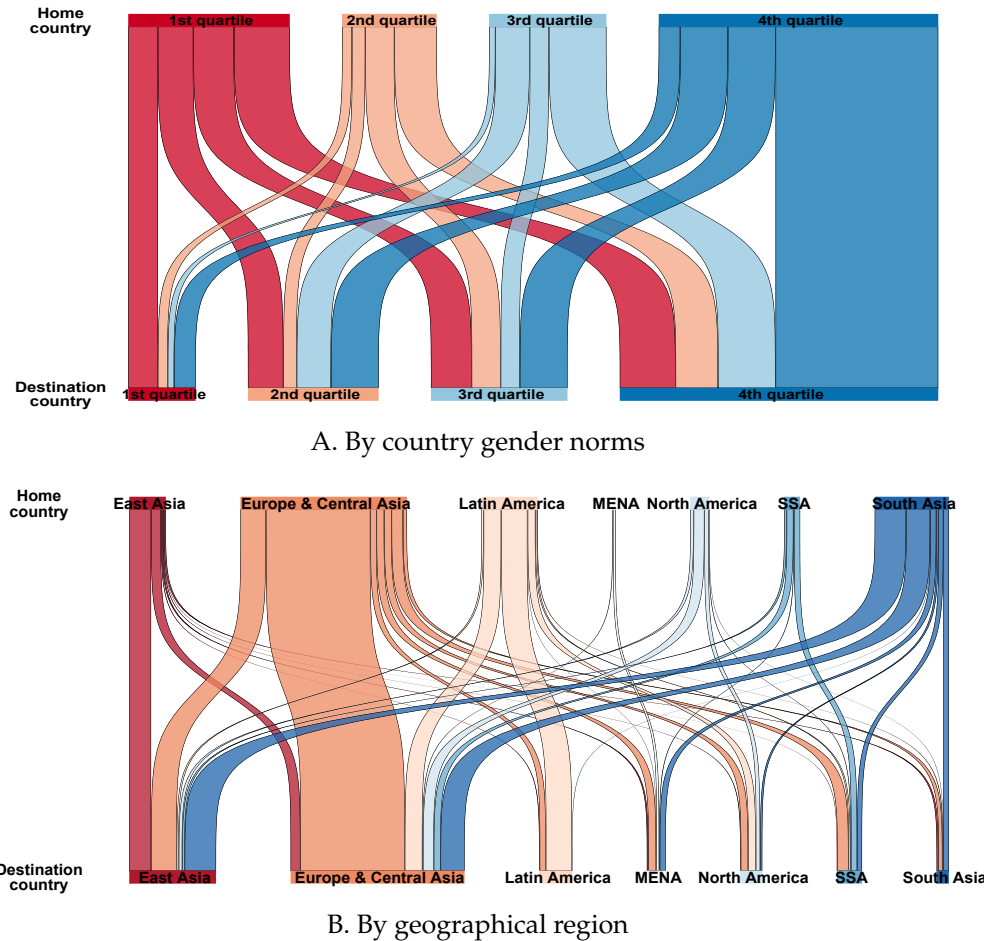 Home
country
1st quartile 2nd quartile 3rd quartile 4th quartile
Destination
country
1st quartile 2nd quartile 3rd quartile 4th quartile
A. By country gender norms
Home
country
East Asia Europe & Central Asia Latin America MENA North America SSA South Asia
Destination
country
East Asia Europe & Central Asia Latin America MENA North America SSA South Asia
B. By geographical region